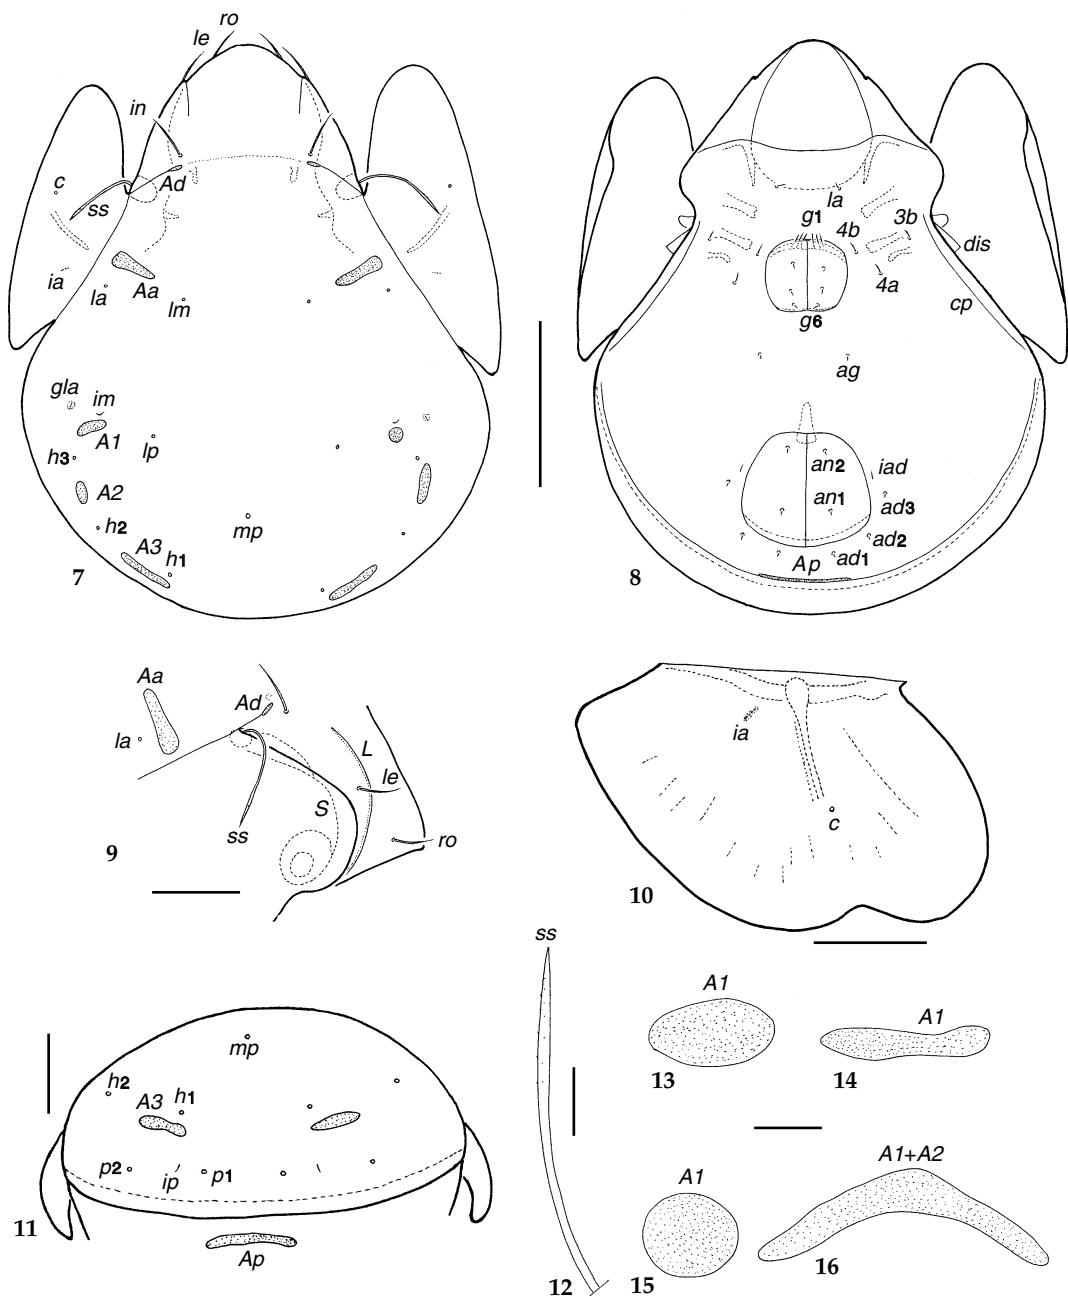 ro
le
in
c
ss
Ad
ia
la
Aa
lm
gla
im
A1
lp
h3
A2
h2
mp
A3
h1
7
la
g1
4b
3b
dis
4a
cp
g6
ag
an2
iad
an1
ad3
ad2
Ap
ad1
8
Aa
Ad
la
L
le
S
ss
ro
9
ia
c
10
mp
h2
A3
h1
p2
ip
p1
11
Ap
ss
12
A1
13
A1
14
A1
15
A1+A2
16